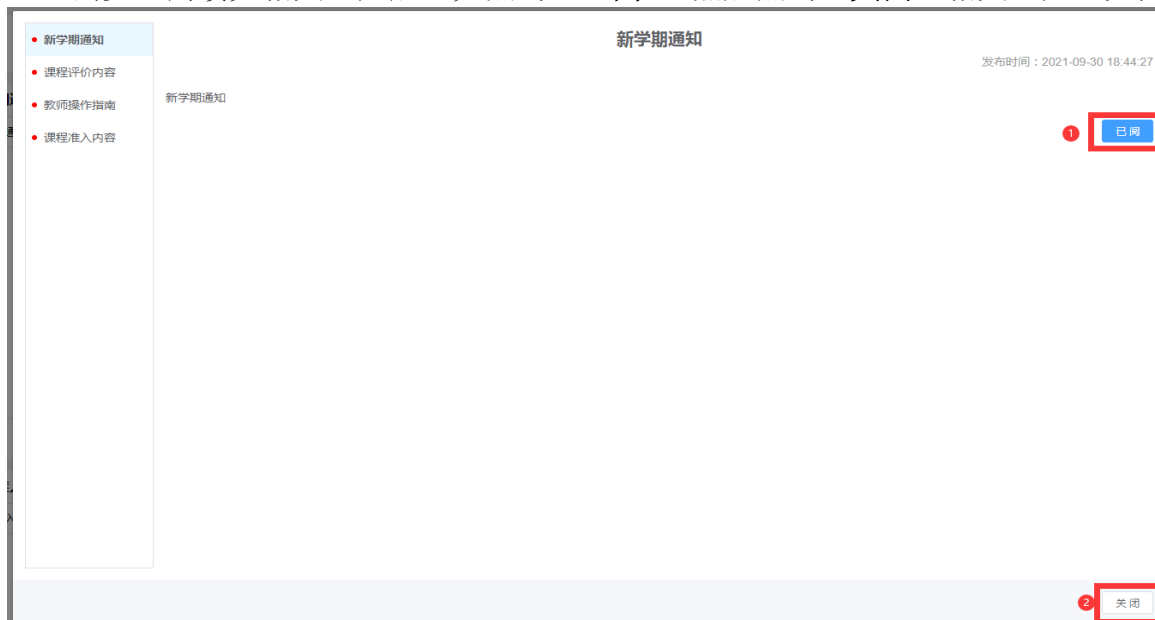 新学期通知
课程评价内容
教师操作指南
课程准入内容
新学期通知
发布时间：2021-09-30 18:44:27
新学期通知
1
已阅
2
关闭